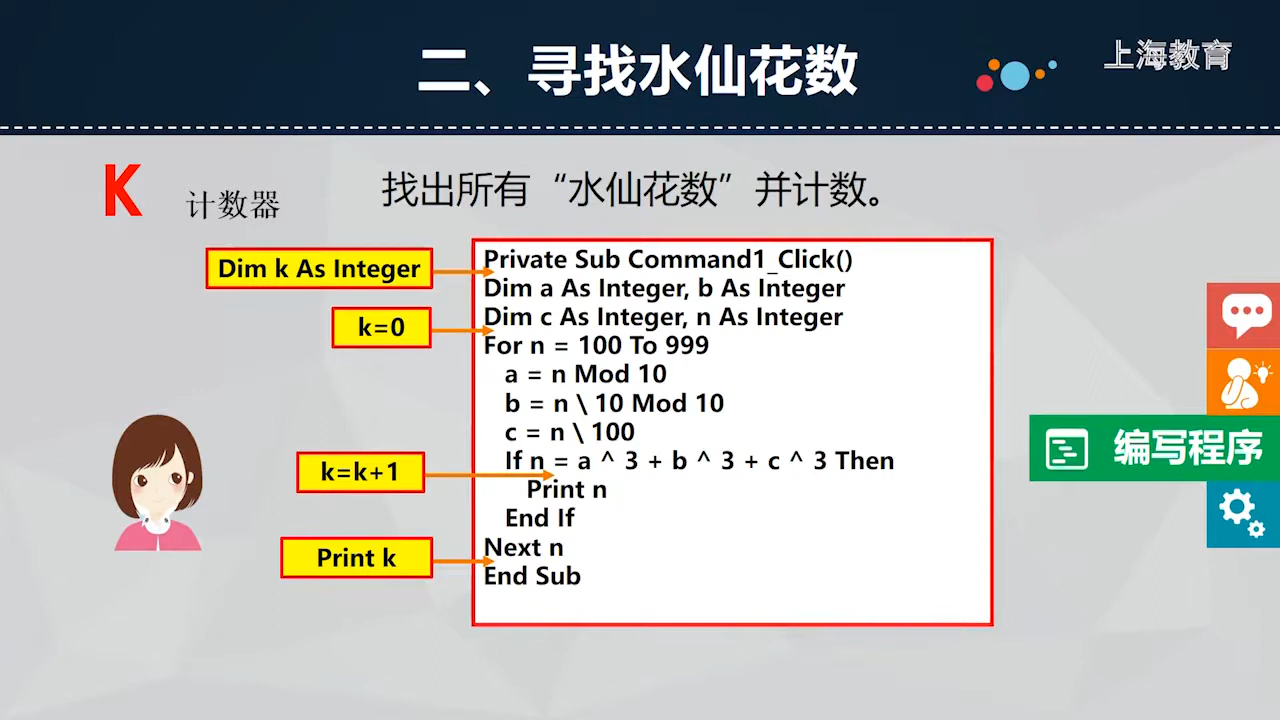 二、寻找水仙花数
上海教育
K 计数器
找出所有“水仙花数”并计数。
Dim k As Integer
k=0
k=k+1
Print k
Private Sub Command1_Click()
Dim a As Integer, b As Integer
Dim c As Integer, n As Integer
For n = 100 To 999
a = n Mod 10
b = n \ 10 Mod 10
c = n \ 100
If n = a ^ 3 + b ^ 3 + c ^ 3 Then
Print n
End If
Next n
End Sub
编写程序